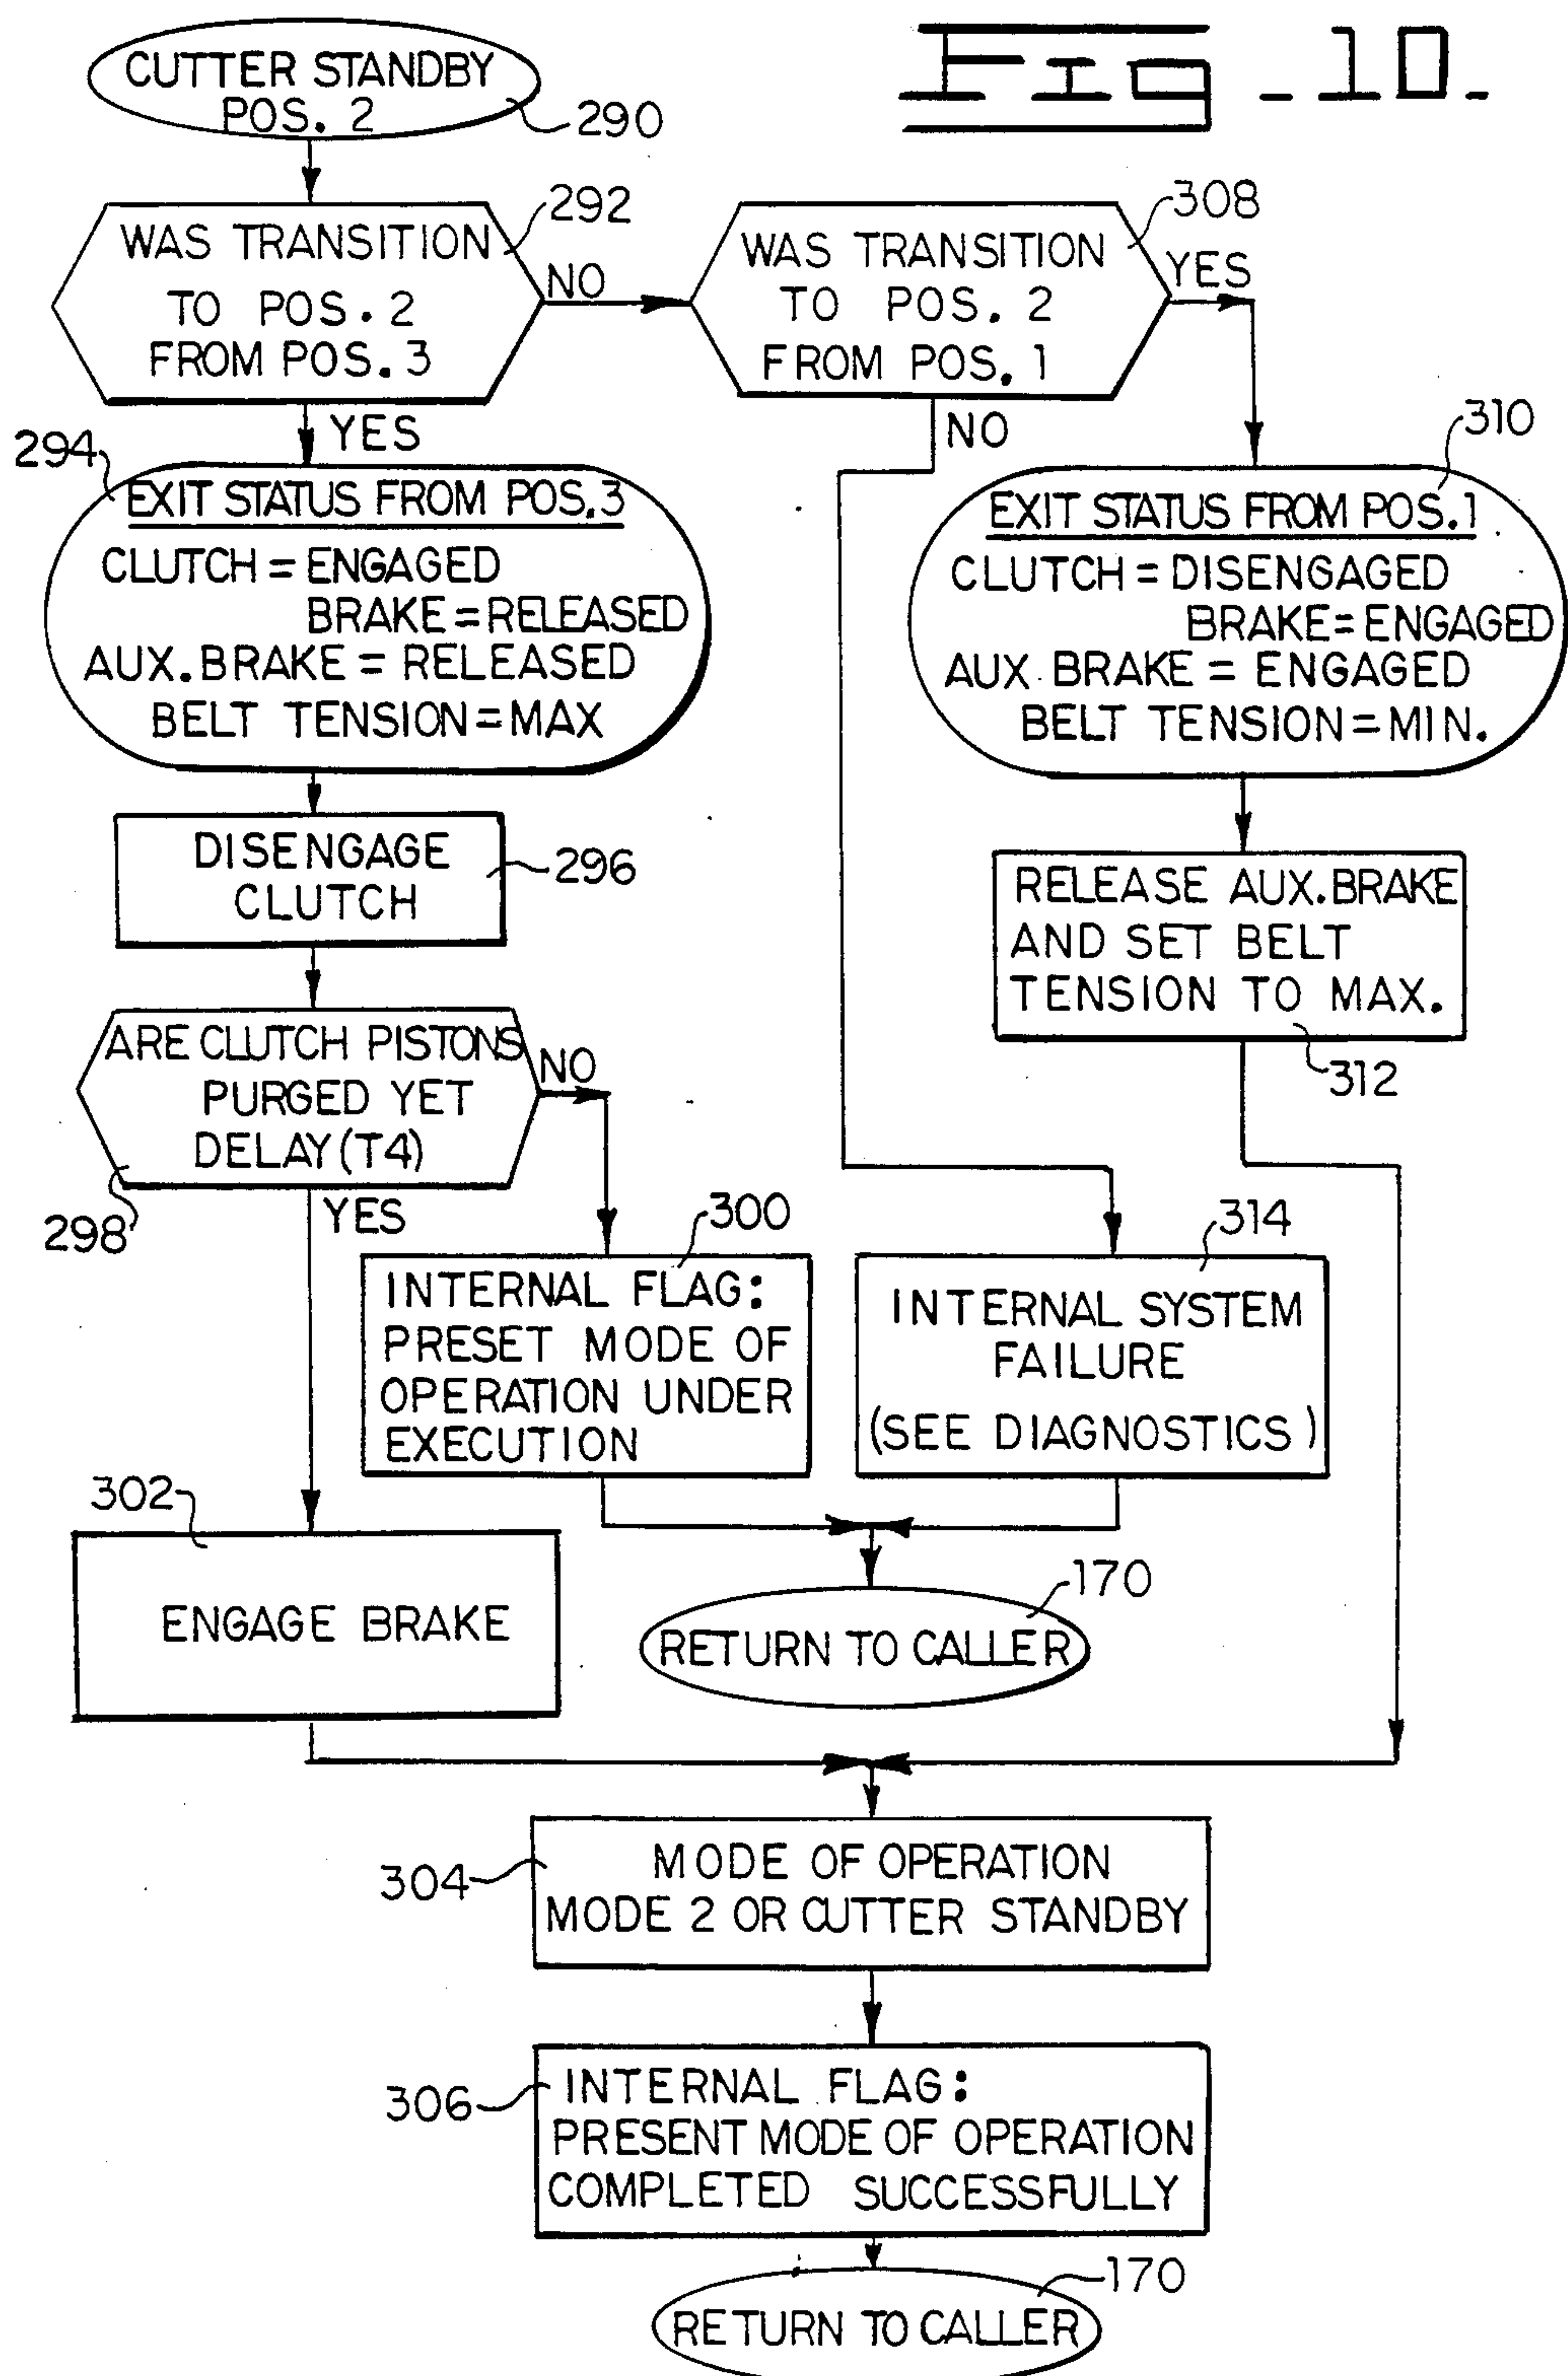 Fig_10_
CUTTER STANDBY
POS. 2
290
WAS TRANSITION
TO POS. 2
FROM POS. 3
292
NO
YES
WAS TRANSITION
TO POS. 2
FROM POS. 1
308
YES
NO
294
EXIT STATUS FROM POS.3
CLUTCH = ENGAGED
BRAKE = RELEASED
AUX. BRAKE = RELEASED
BELT TENSION = MAX
310
EXIT STATUS FROM POS.1
CLUTCH = DISENGAGED
BRAKE = ENGAGED
AUX. BRAKE = ENGAGED
BELT TENSION = MIN.
DISENGAGE
CLUTCH
296
RELEASE AUX. BRAKE
AND SET BELT
TENSION TO MAX.
312
ARE CLUTCH PISTONS
PURGED YET
DELAY (T4)
298
NO
YES
300
INTERNAL FLAG:
PRESET MODE OF
OPERATION UNDER
EXECUTION
314
INTERNAL SYSTEM
FAILURE
(SEE DIAGNOSTICS)
302
ENGAGE BRAKE
170
RETURN TO CALLER
304
MODE OF OPERATION
MODE 2 OR CUTTER STANDBY
306
INTERNAL FLAG:
PRESENT MODE OF OPERATION
COMPLETED SUCCESSFULLY
170
RETURN TO CALLER